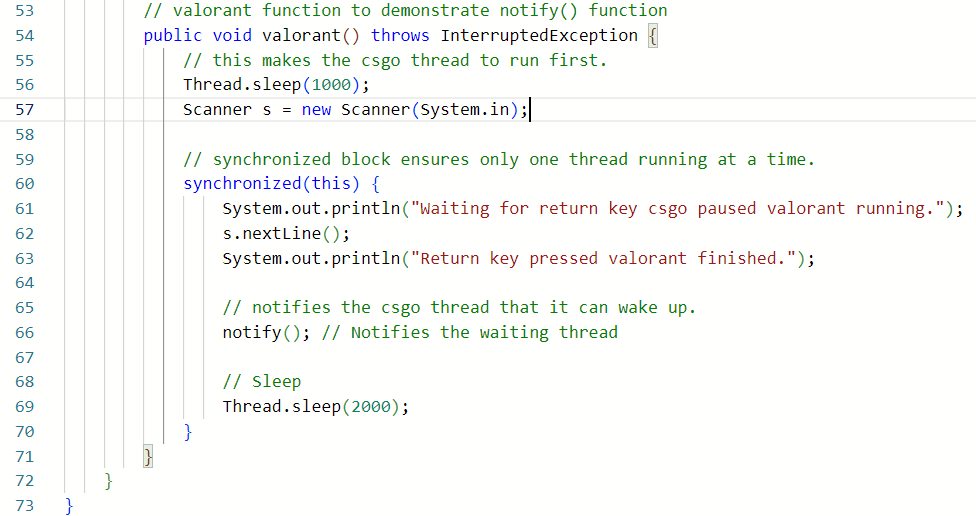 53 // valorant function to demonstrate notify() function
54 public void valorant() throws InterruptedException {
55 // this makes the csgo thread to run first.
56 Thread.sleep(1000);
57 Scanner s = new Scanner(System.in);
58
59 // synchronized block ensures only one thread running at a time.
60 synchronized(this) {
61 System.out.println("Waiting for return key csgo paused valorant running.");
62 s.nextLine();
63 System.out.println("Return key pressed valorant finished.");
64
65 // notifies the csgo thread that it can wake up.
66 notify(); // Notifies the waiting thread
67
68 // Sleep
69 Thread.sleep(2000);
70 }
71 }
72 }
73 }